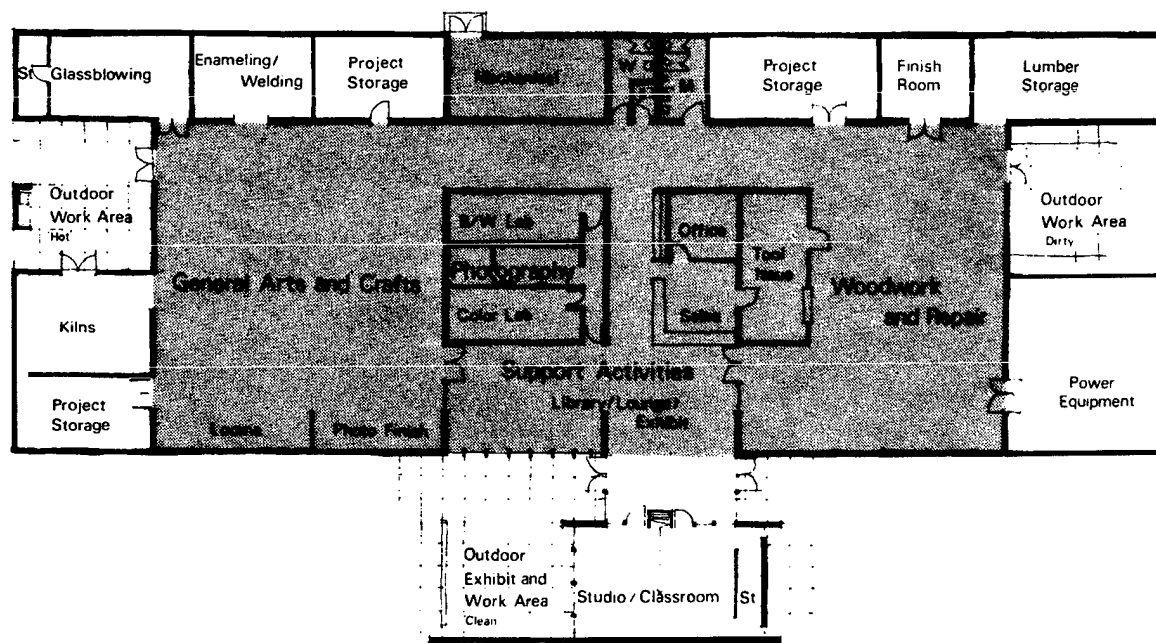 St
Glassblowing
Enameling/
Welding
Project
Storage
Mechanical
W
M
Project
Storage
Finish
Room
Lumber
Storage
Outdoor
Work Area
Hot
B/W Lab
Office
Tool
Issue
Outdoor
Work Area
Dirty
General Arts and Crafts
Photography
Woodwork
and Repair
Color Lab
Sales
Kilns
Support Activities
Library/Lounge/
Exhibit
Project
Storage
Power
Equipment
Looms
Photo Finish
Outdoor
Exhibit and
Work Area
Clean
Studio/Classroom
St